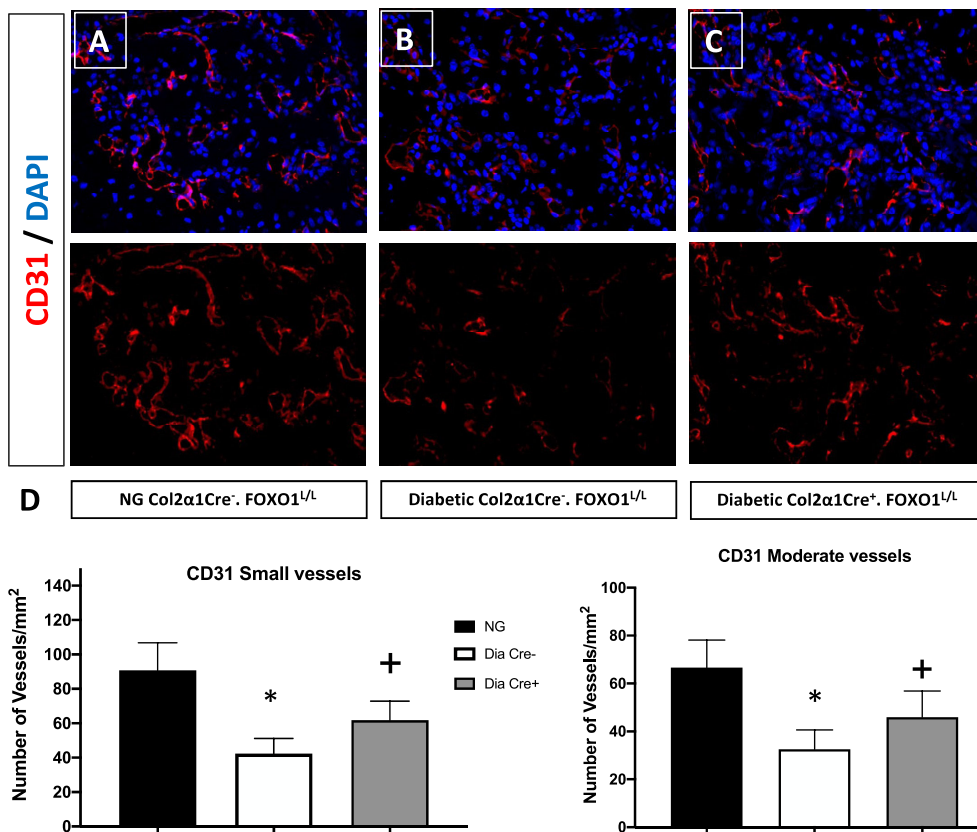 A
B
C
CD31 / DAPI
D
NG Col2α1Cre⁻. FOXO1ᴸ/ᴸ
Diabetic Col2α1Cre⁻. FOXO1ᴸ/ᴸ
Diabetic Col2α1Cre⁺. FOXO1ᴸ/ᴸ
CD31 Small vessels
Number of Vessels/mm²
140
120
100
80
60
40
20
0
*
+
NG
Dia Cre-
Dia Cre+
CD31 Moderate vessels
Number of Vessels/mm²
100
80
60
40
20
0
*
+